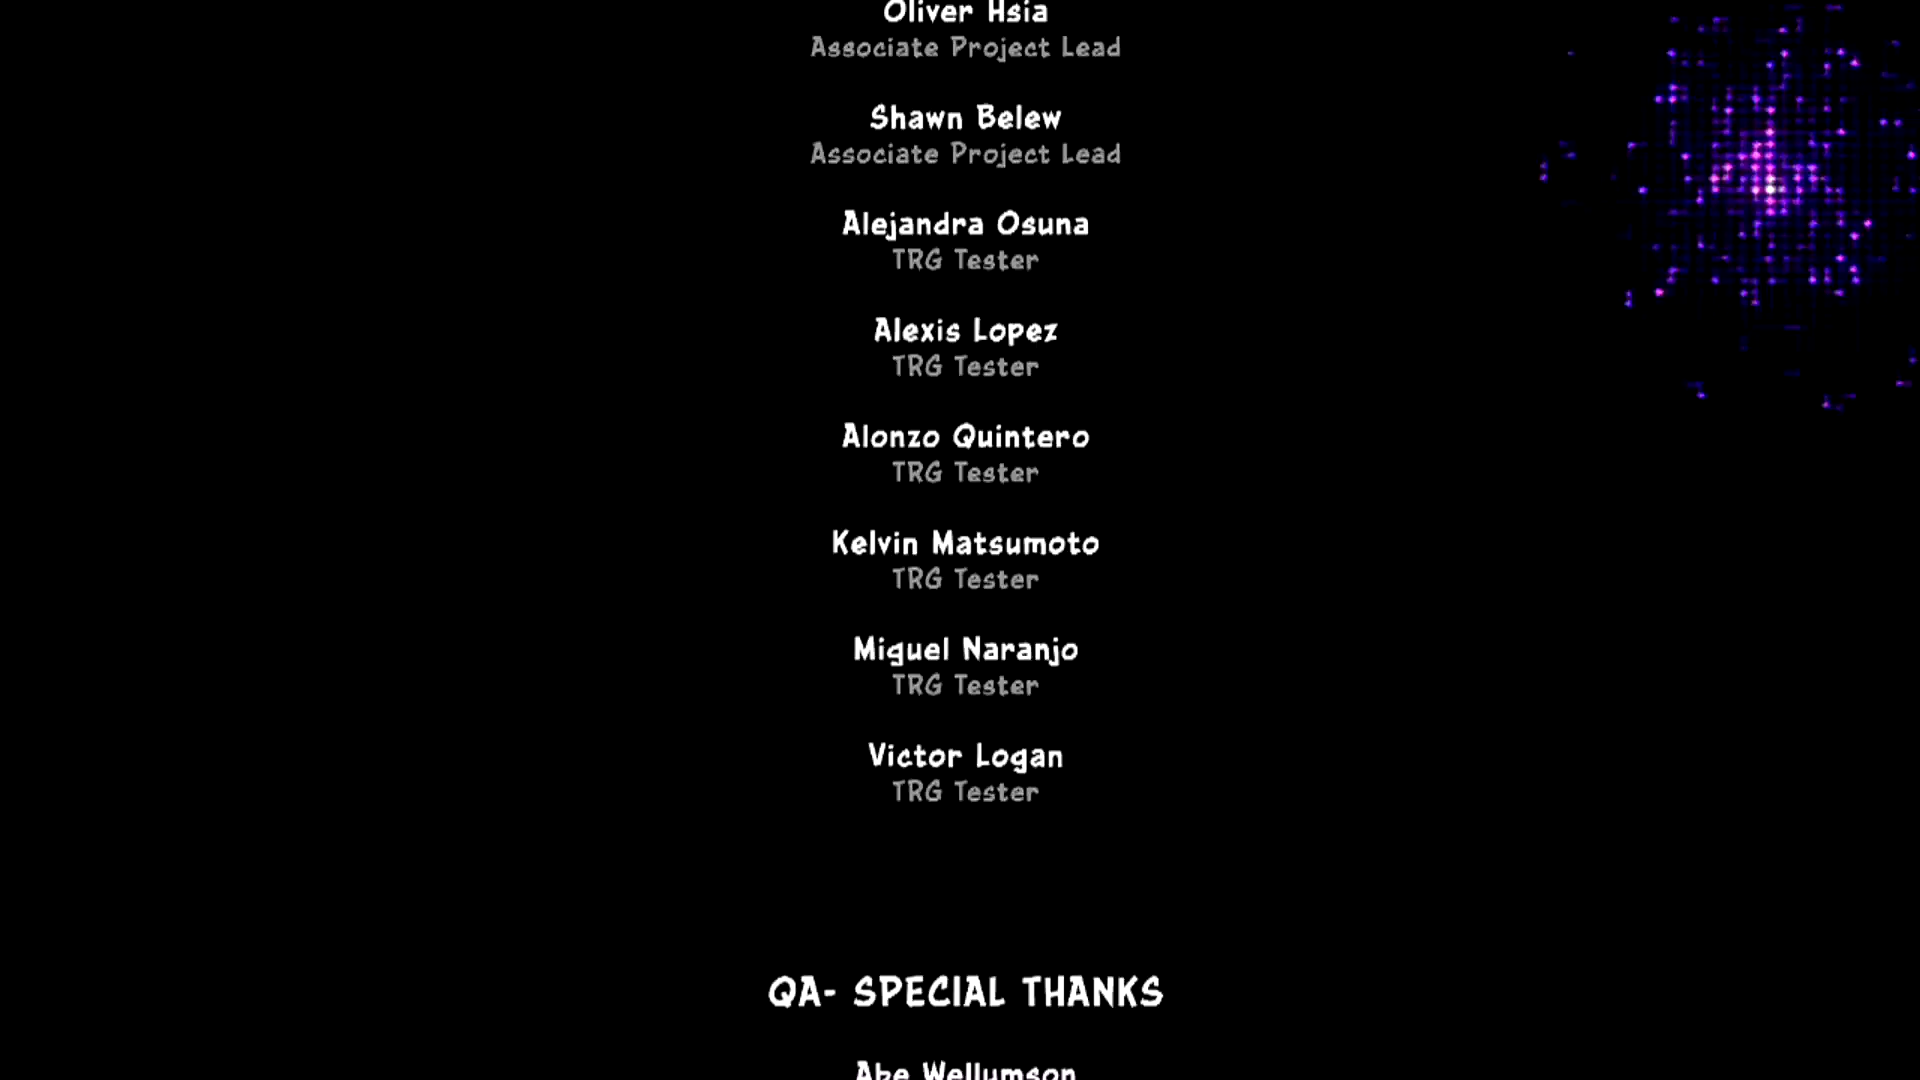 Oliver Hsia
Associate Project Lead
Shawn Belew
Associate Project Lead
Alejandra Osuna
TRG Tester
Alexis Lopez
TRG Tester
Alonzo Quintero
TRG Tester
Kelvin Matsumoto
TRG Tester
Miguel Naranjo
TRG Tester
Victor Logan
TRG Tester
QA- SPECIAL THANKS
Abe Wellumson